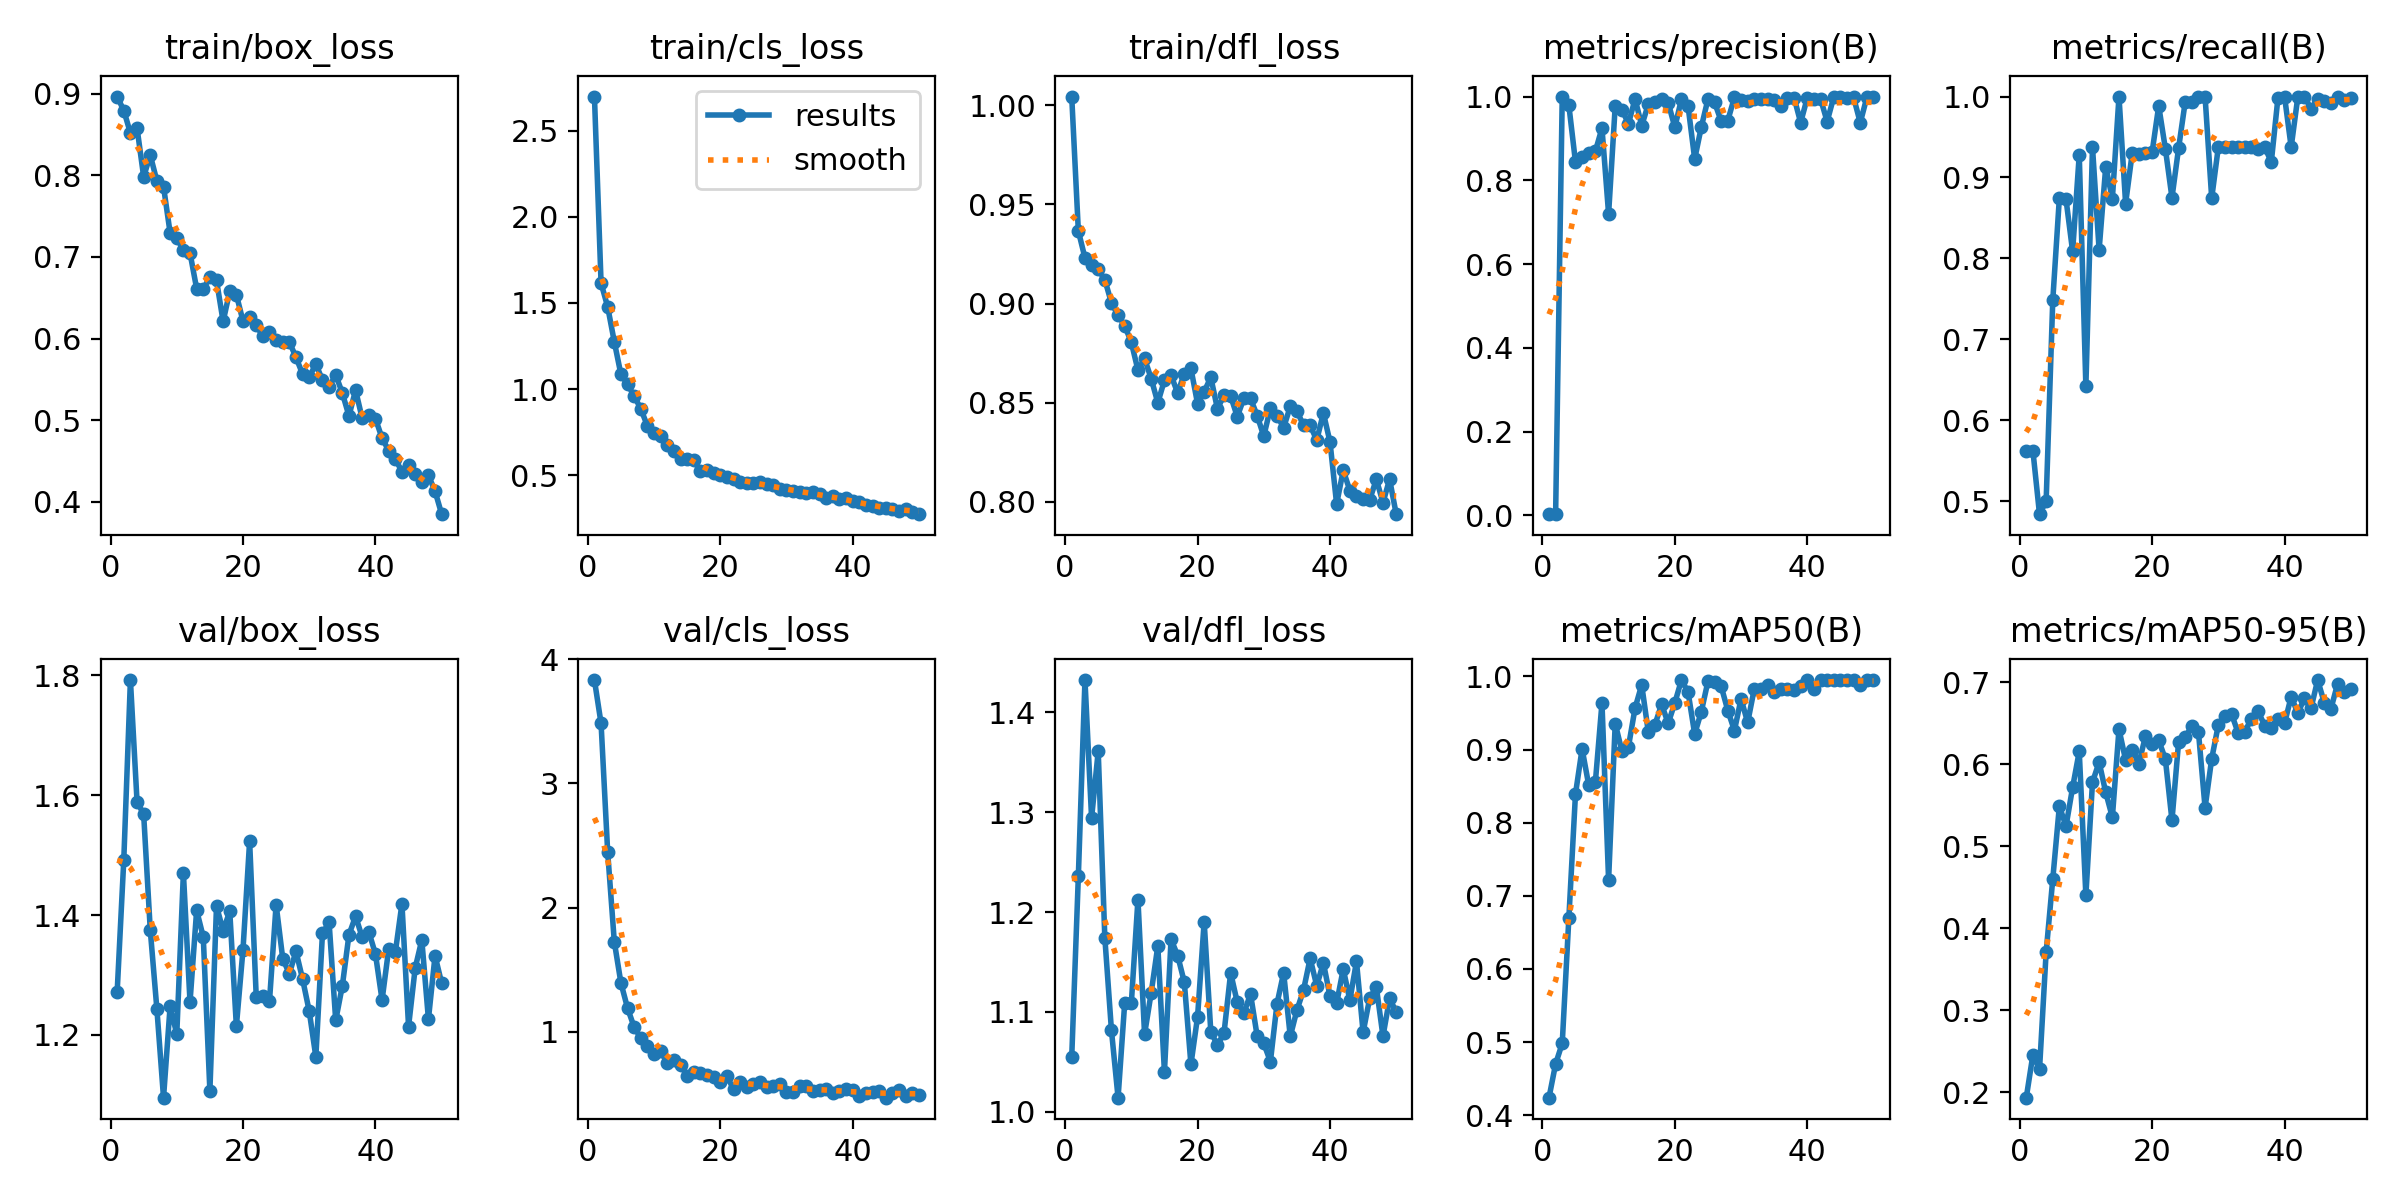 train/box_loss
0.9
0.8
0.7
0.6
0.5
0.4
0 20 40
train/cls_loss
results
smooth
2.5
2.0
1.5
1.0
0.5
0 20 40
train/dfl_loss
1.00
0.95
0.90
0.85
0.80
0 20 40
metrics/precision(B)
1.0
0.8
0.6
0.4
0.2
0.0
0 20 40
metrics/recall(B)
1.0
0.9
0.8
0.7
0.6
0.5
0 20 40
val/box_loss
1.8
1.6
1.4
1.2
0 20 40
val/cls_loss
4
3
2
1
0 20 40
val/dfl_loss
1.4
1.3
1.2
1.1
1.0
0 20 40
metrics/mAP50(B)
1.0
0.9
0.8
0.7
0.6
0.5
0.4
0 20 40
metrics/mAP50-95(B)
0.7
0.6
0.5
0.4
0.3
0.2
0 20 40